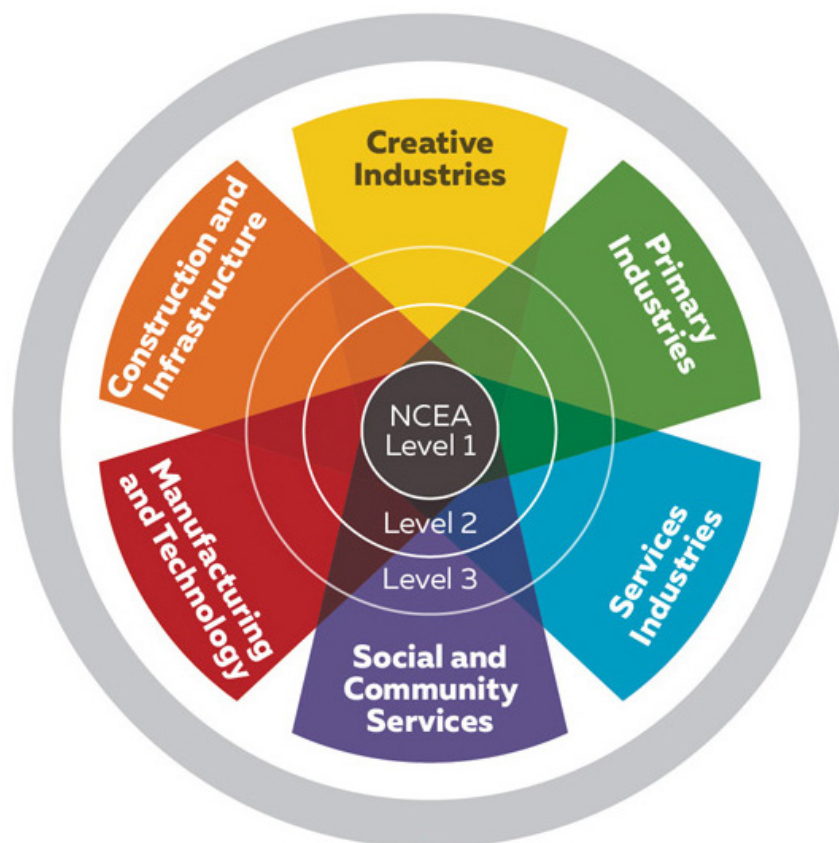 Creative
Industries
Primary
Industries
Services
Industries
Social and
Community
Services
Manufacturing
and Technology
Construction and
Infrastructure
NCEA
Level 1
Level 2
Level 3